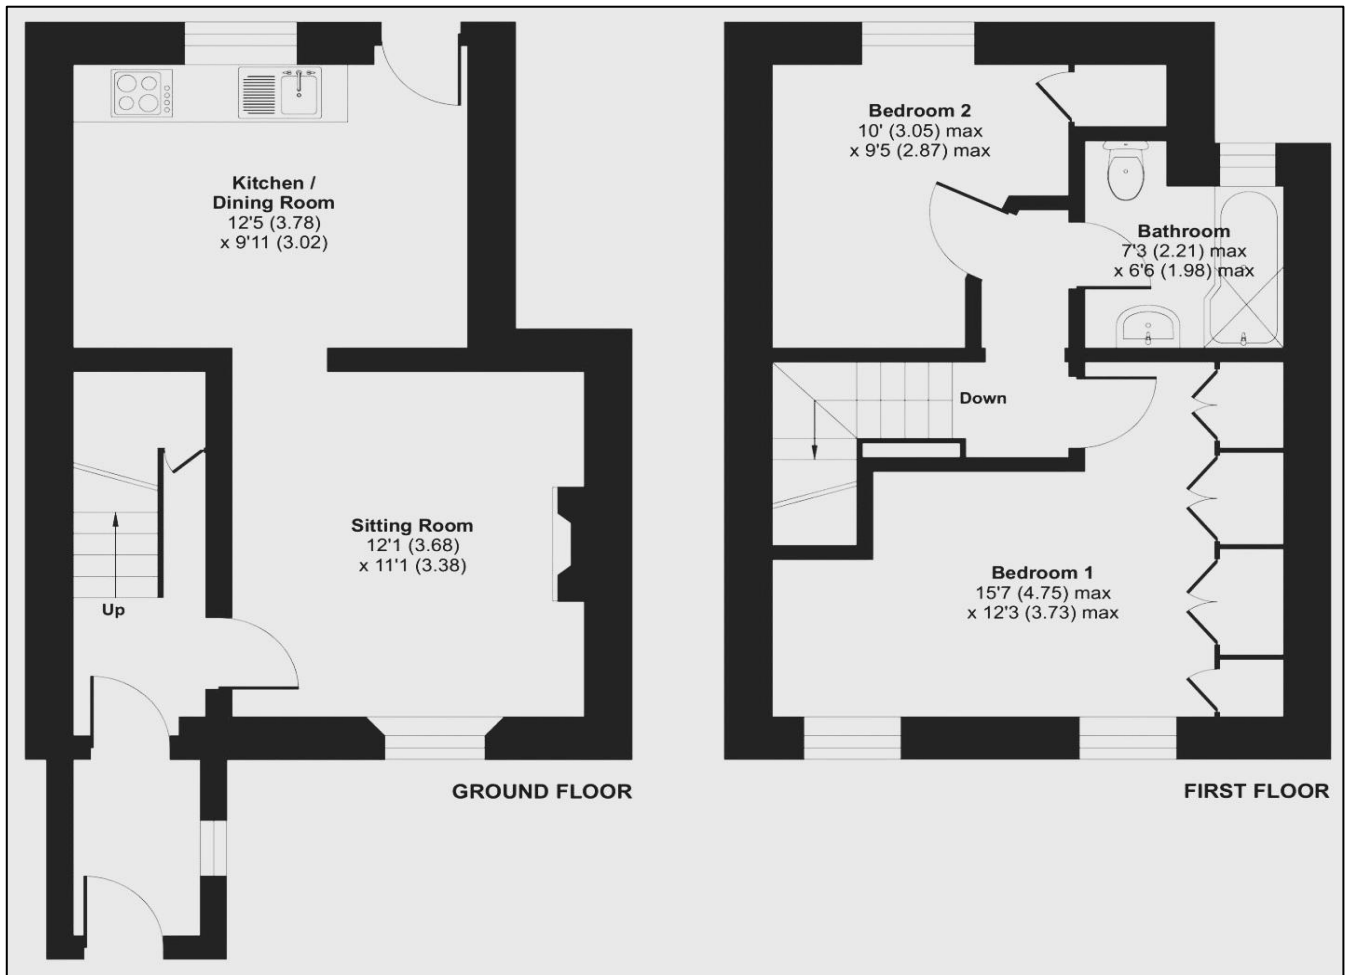 Kitchen /
Dining Room
12'5 (3.78)
x 9'11 (3.02)
Sitting Room
12'1 (3.68)
x 11'1 (3.38)
Up
GROUND FLOOR
Bedroom 2
10' (3.05) max
x 9'5 (2.87) max
Bathroom
7'3 (2.21) max
x 6'6 (1.98) max
Down
Bedroom 1
15'7 (4.75) max
x 12'3 (3.73) max
FIRST FLOOR